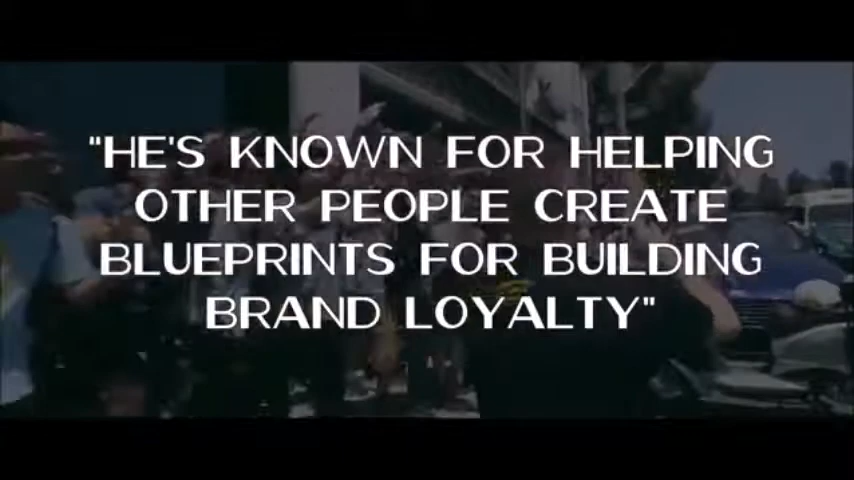 "HE'S KNOWN FOR HELPING
OTHER PEOPLE CREATE
BLUEPRINTS FOR BUILDING
BRAND LOYALTY"